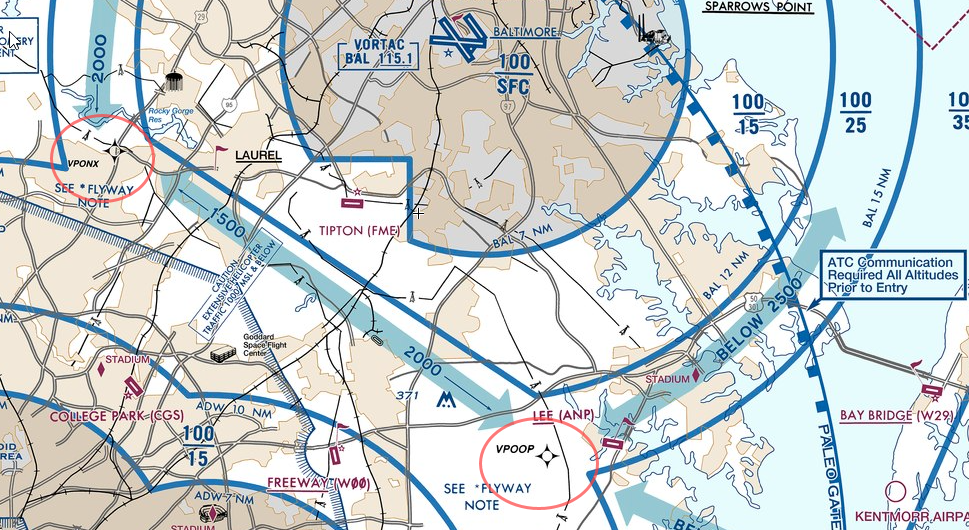 SPARROWS POINT
29
BALTIMORE
VORTAC
BAL 115.1
100
SFC
2000
Rocky Gorge
Res
95
97
100
15
100
25
VPONX
LAUREL
SEE *FLYWAY
NOTE
1500
TIPTON (FME)
BAL 7 NM
BAL 12 NM
BAL 15 NM
CAUTION
EXTENSIVE HELICOPTER
TRAFFIC 1000' MSL & BELOW
ATC Communication
Required All Altitudes
Prior to Entry
50
301
BELOW 2500
Goddard
Space Flight
Center
STADIUM
2000
STADIUM
371
COLLEGE PARK (CGS)
ADW 10 NM
LEE (ANP)
BAY BRIDGE (W29)
100
15
VPOOP
PALEO GATE
FREEWAY (W00)
SEE *FLYWAY
NOTE
ADW 7 NM
STADIUM